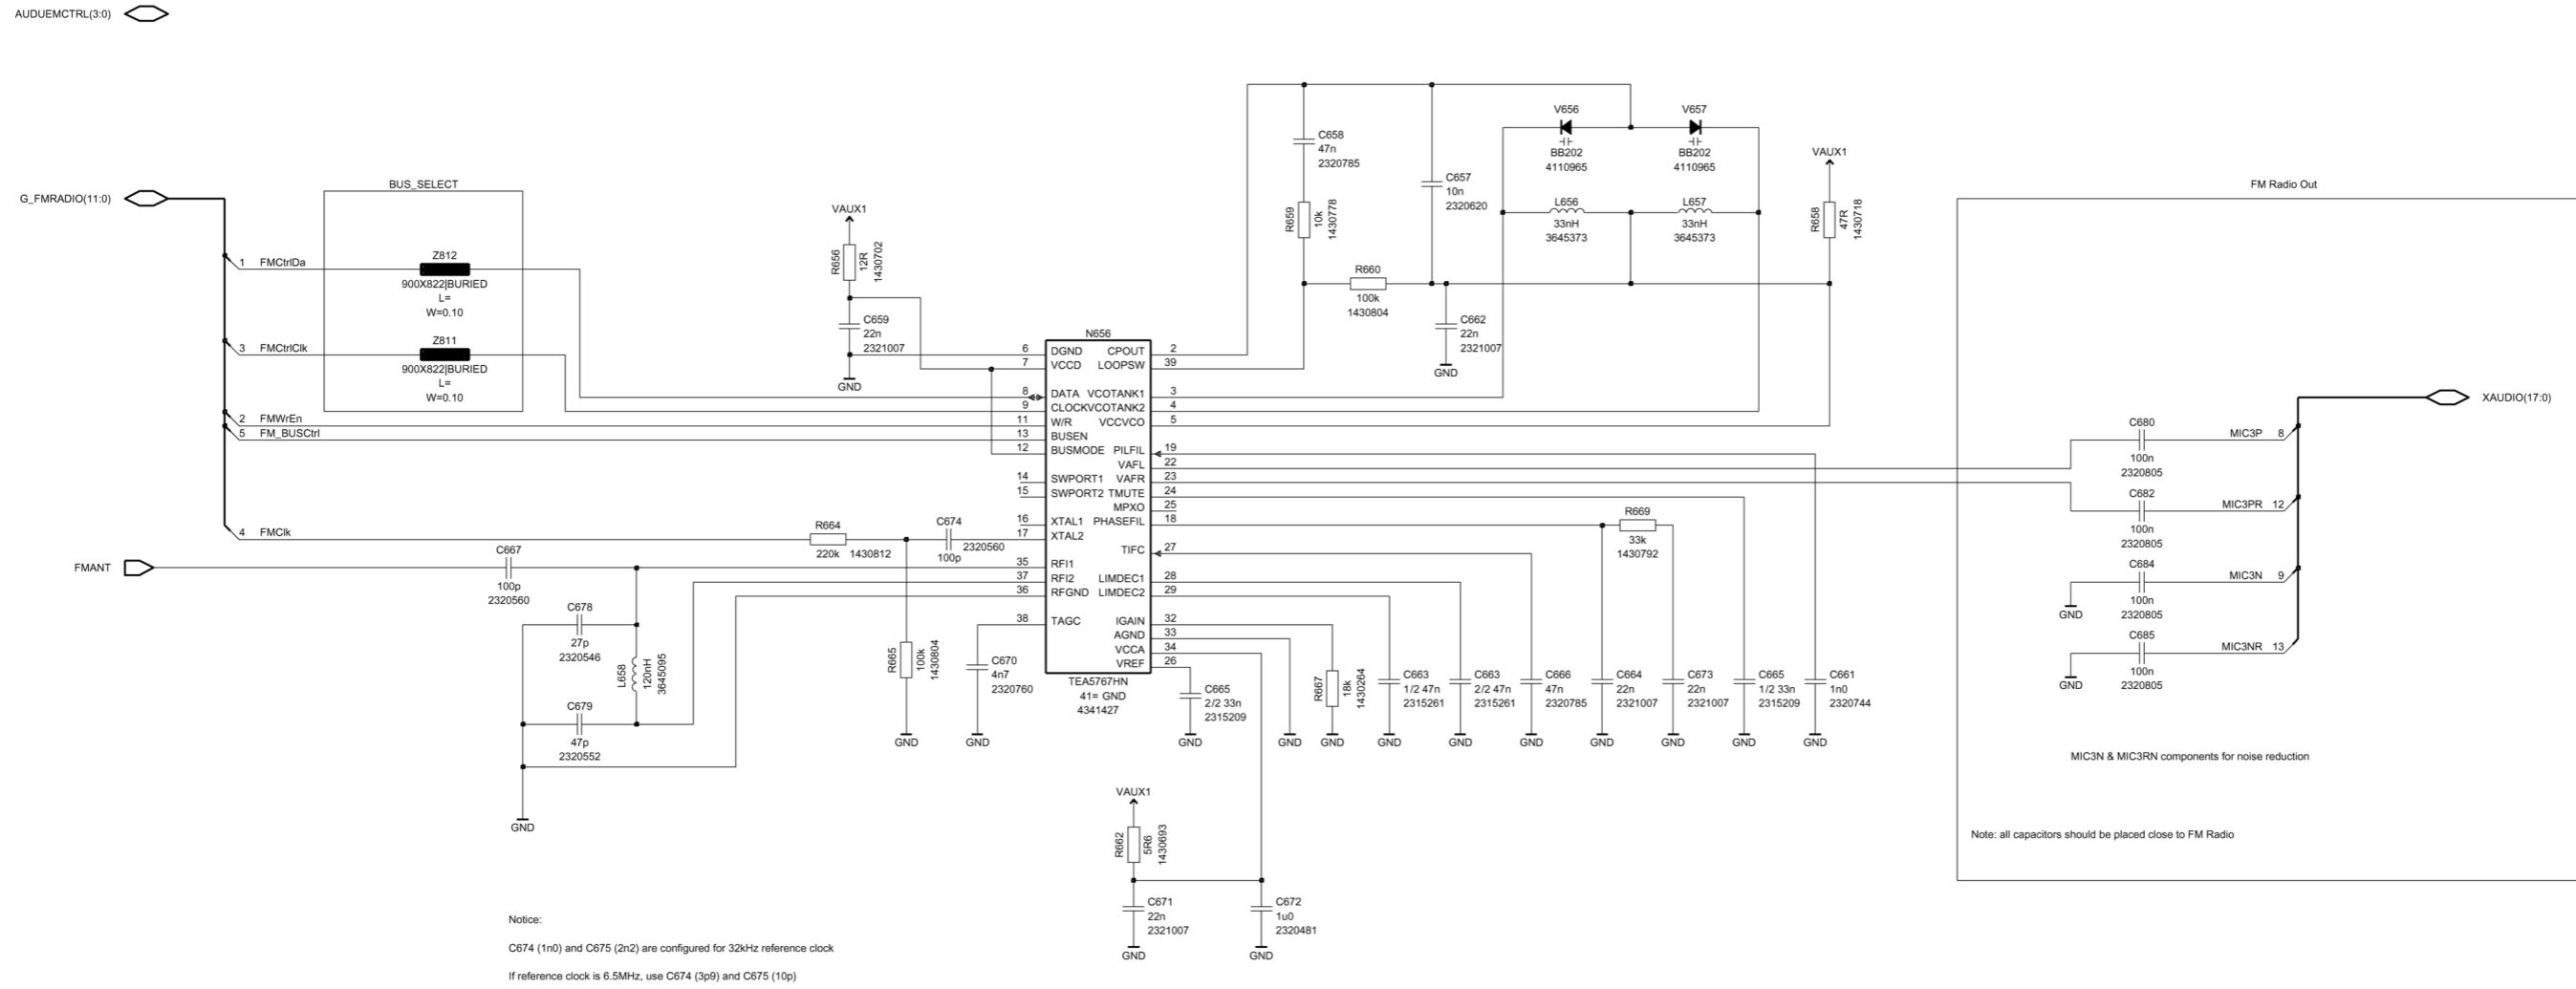 AUDUEMCTRL(3:0)
G_FMRADIO(11:0)
BUS_SELECT
1 FMCtrlDa
Z812
900X822|BURIED
L=
W=0.10
3 FMCtrlClk
Z811
900X822|BURIED
L=
W=0.10
2 FMWrEn
5 FM_BUSCtrl
4 FMClk
FMANT
C667
100p
2320560
C678
27p
2320546
L658
120nH
3645095
C679
47p
2320552
GND
VAUX1
R656
12R
1430702
C659
22n
2321007
GND
R664
220k 1430812
C674
100p
2320560
R665
100k
1430804
GND
C670
4n7
2320760
GND
N656
6 DGND CPOUT 2
7 VCCD LOOPSW 39
8 DATA VCOTANK1 3
9 CLOCKVCOTANK2 4
11 W/R VCCVCO 5
13 BUSEN
12 BUSMODE PILFIL 19
VAFL 22
14 SWPORT1 VAFR 23
15 SWPORT2 TMUTE 24
MPXO 25
16 XTAL1 PHASEFIL 18
17 XTAL2
TIFC 27
35 RFI1
37 RFI2 LIMDEC1 28
36 RFGND LIMDEC2 29
38 TAGC IGAIN 32
AGND 33
VCCA 34
VREF 26
TEA5767HN
41= GND
4341427
C658
47n
2320785
R659
10k
1430778
C657
10n
2320620
R660
100k
1430804
C662
22n
2321007
GND
V656
BB202
4110965
V657
BB202
4110965
L656
33nH
3645373
L657
33nH
3645373
VAUX1
R658
47R
1430718
R669
33k
1430792
C665
2/2 33n
2315209
GND
GND
R667
18k
1430264
GND
C663
1/2 47n
2315261
GND
C663
2/2 47n
2315261
GND
C666
47n
2320785
GND
C664
22n
2321007
GND
C673
22n
2321007
GND
C665
1/2 33n
2315209
GND
C661
1n0
2320744
GND
VAUX1
R662
5R6
1430693
C671
22n
2321007
GND
C672
1u0
2320481
GND
FM Radio Out
XAUDIO(17:0)
C680
100n
2320805
MIC3P 8
C682
100n
2320805
MIC3PR 12
C684
100n
2320805
MIC3N 9
GND
C685
100n
2320805
MIC3NR 13
GND
MIC3N & MIC3RN components for noise reduction
Note: all capacitors should be placed close to FM Radio
Notice:
C674 (1n0) and C675 (2n2) are configured for 32kHz reference clock
If reference clock is 6.5MHz, use C674 (3p9) and C675 (10p)